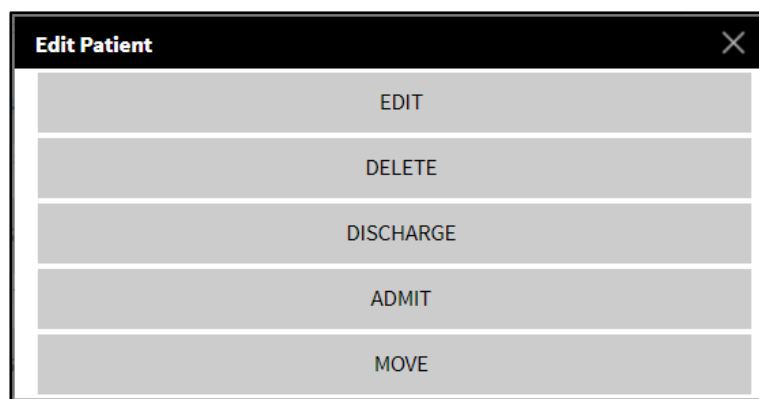 Edit Patient
EDIT
DELETE
DISCHARGE
ADMIT
MOVE